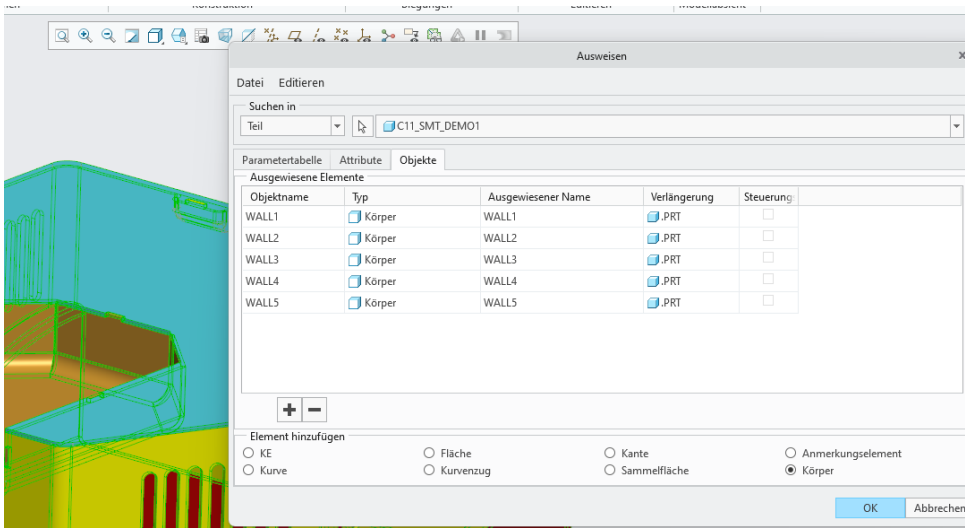 Konstruktion Biegungen Editieren Modellabsicht
Ausweisen
Datei Editieren
Suchen in
Teil C11_SMT_DEMO1
Parametertabelle Attribute Objekte
Ausgewiesene Elemente
Objektname Typ Ausgewiesener Name Verlängerung Steuerung
WALL1 Körper WALL1 .PRT
WALL2 Körper WALL2 .PRT
WALL3 Körper WALL3 .PRT
WALL4 Körper WALL4 .PRT
WALL5 Körper WALL5 .PRT
Element hinzufügen
KE Fläche Kante Anmerkungselement
Kurve Kurvenzug Sammelfläche Körper
OK Abbrechen